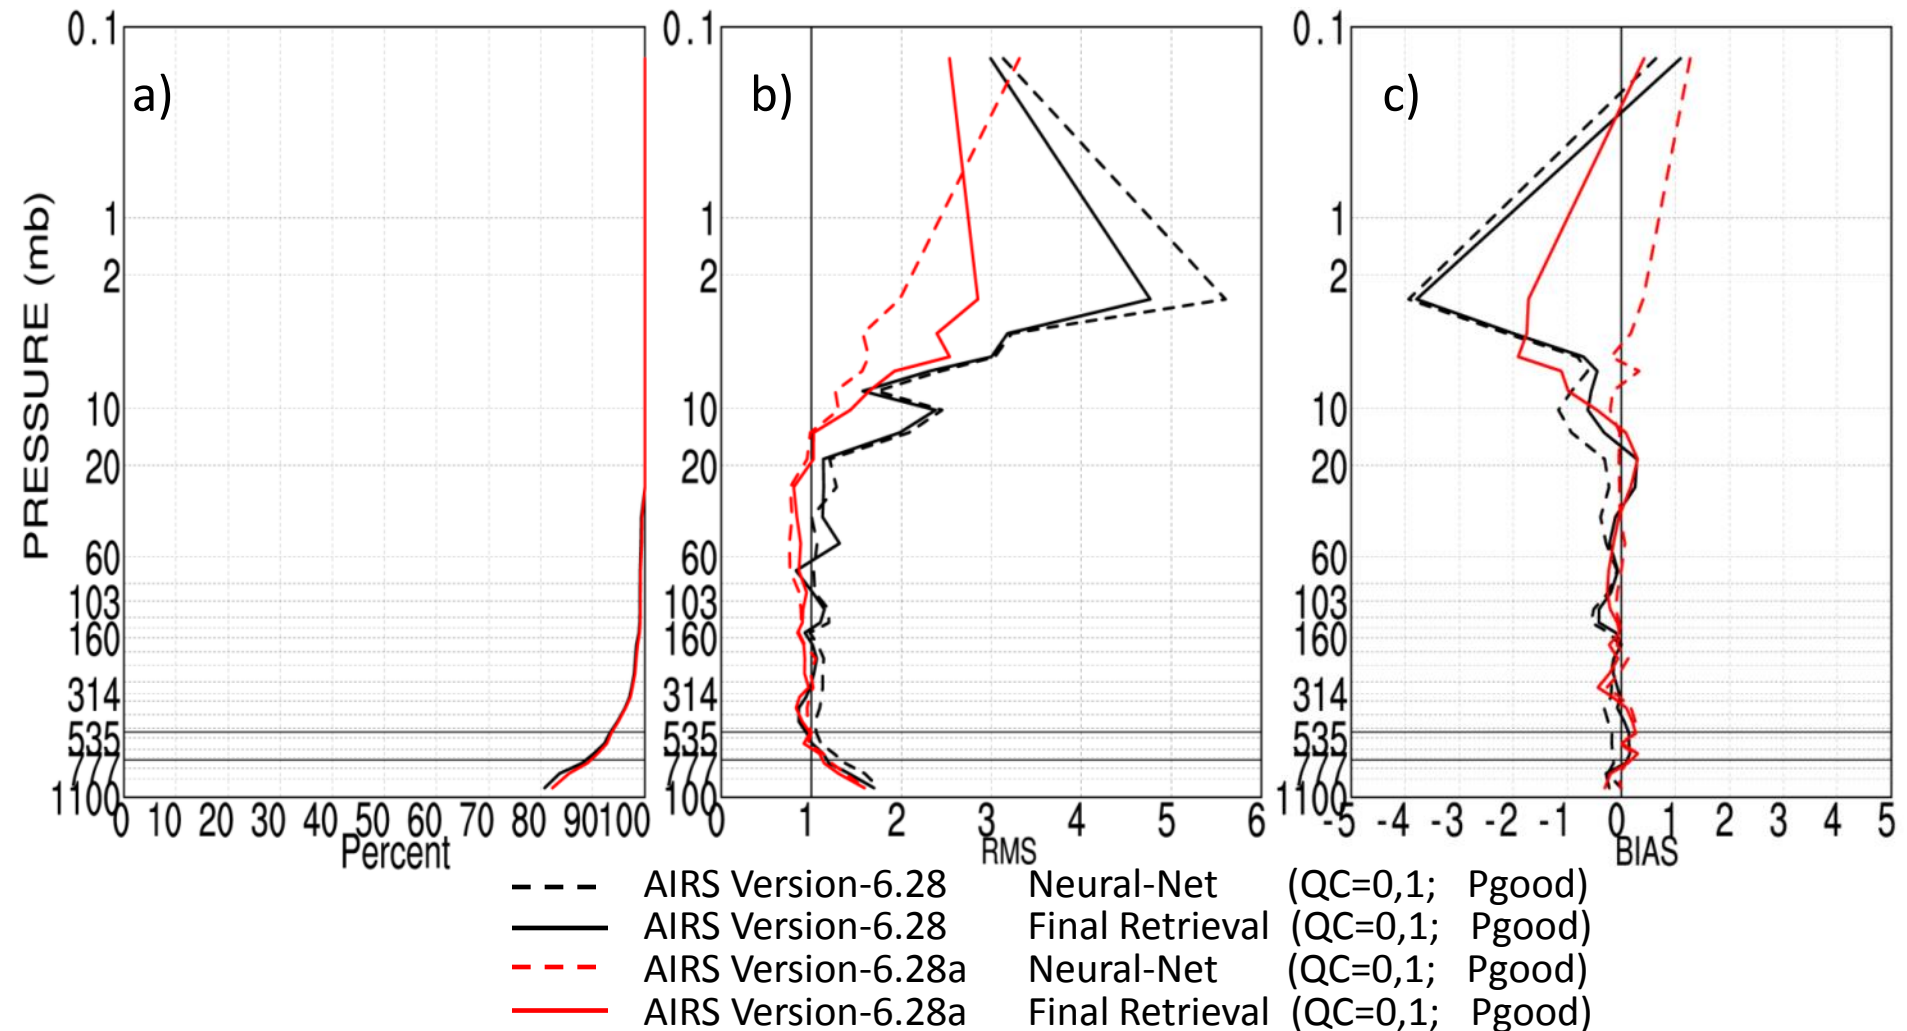 a)
b)
c)
PRESSURE (mb)
0.1
1
2
10
20
60
103
160
314
535
777
1100
0 10 20 30 40 50 60 70 80 90 100
Percent
0.1
1
2
10
20
60
103
160
314
535
777
100
0 1 2 3 4 5 6
RMS
0.1
1
2
10
20
60
103
160
314
535
777
1100
-5 -4 -3 -2 -1 0 1 2 3 4 5
BIAS
AIRS Version-6.28 Neural-Net (QC=0,1; Pgood)
AIRS Version-6.28 Final Retrieval (QC=0,1; Pgood)
AIRS Version-6.28a Neural-Net (QC=0,1; Pgood)
AIRS Version-6.28a Final Retrieval (QC=0,1; Pgood)